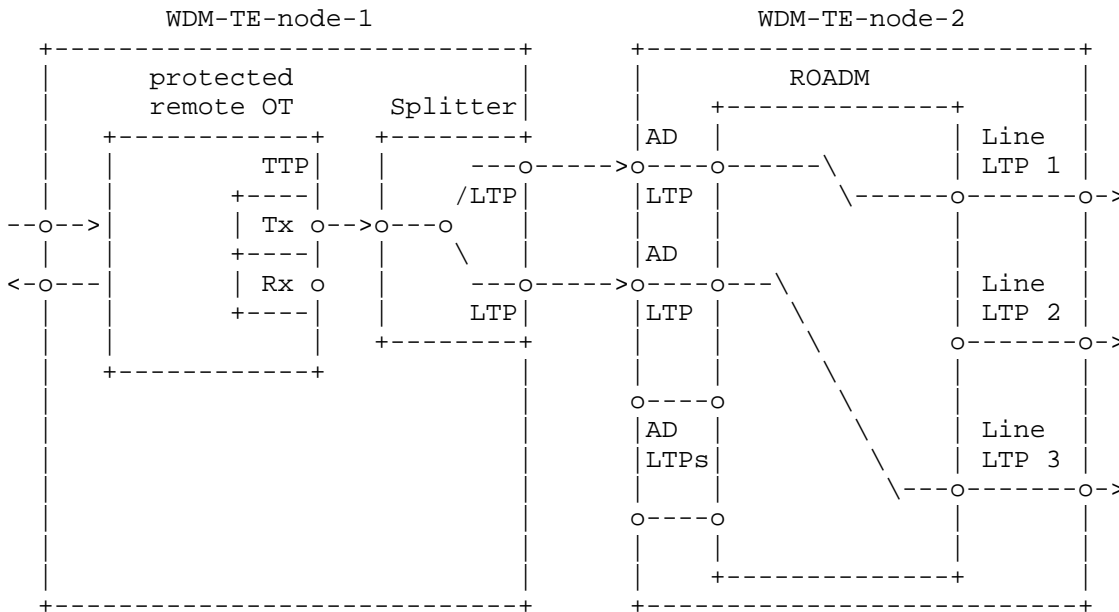 WDM-TE-node-1 WDM-TE-node-2
protected ROADM
remote OT Splitter
AD Line
TTP LTP 1
/LTP LTP
Tx
AD
Rx Line
LTP LTP LTP 2
AD Line
LTPs LTP 3